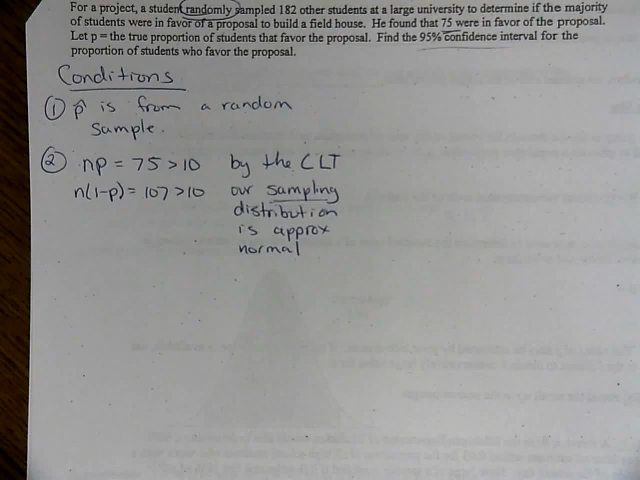 For a project, a student randomly sampled 182 other students at a large university to determine if the majority
of students were in favor of a proposal to build a field house. He found that 75 were in favor of the proposal.
Let p = the true proportion of students that favor the proposal. Find the 95% confidence interval for the
proportion of students who favor the proposal.
Conditions
① p̂ is from a random
sample.
② np = 75 > 10 by the CLT
n(1-p) = 107 > 10 our sampling
distribution
is approx
normal